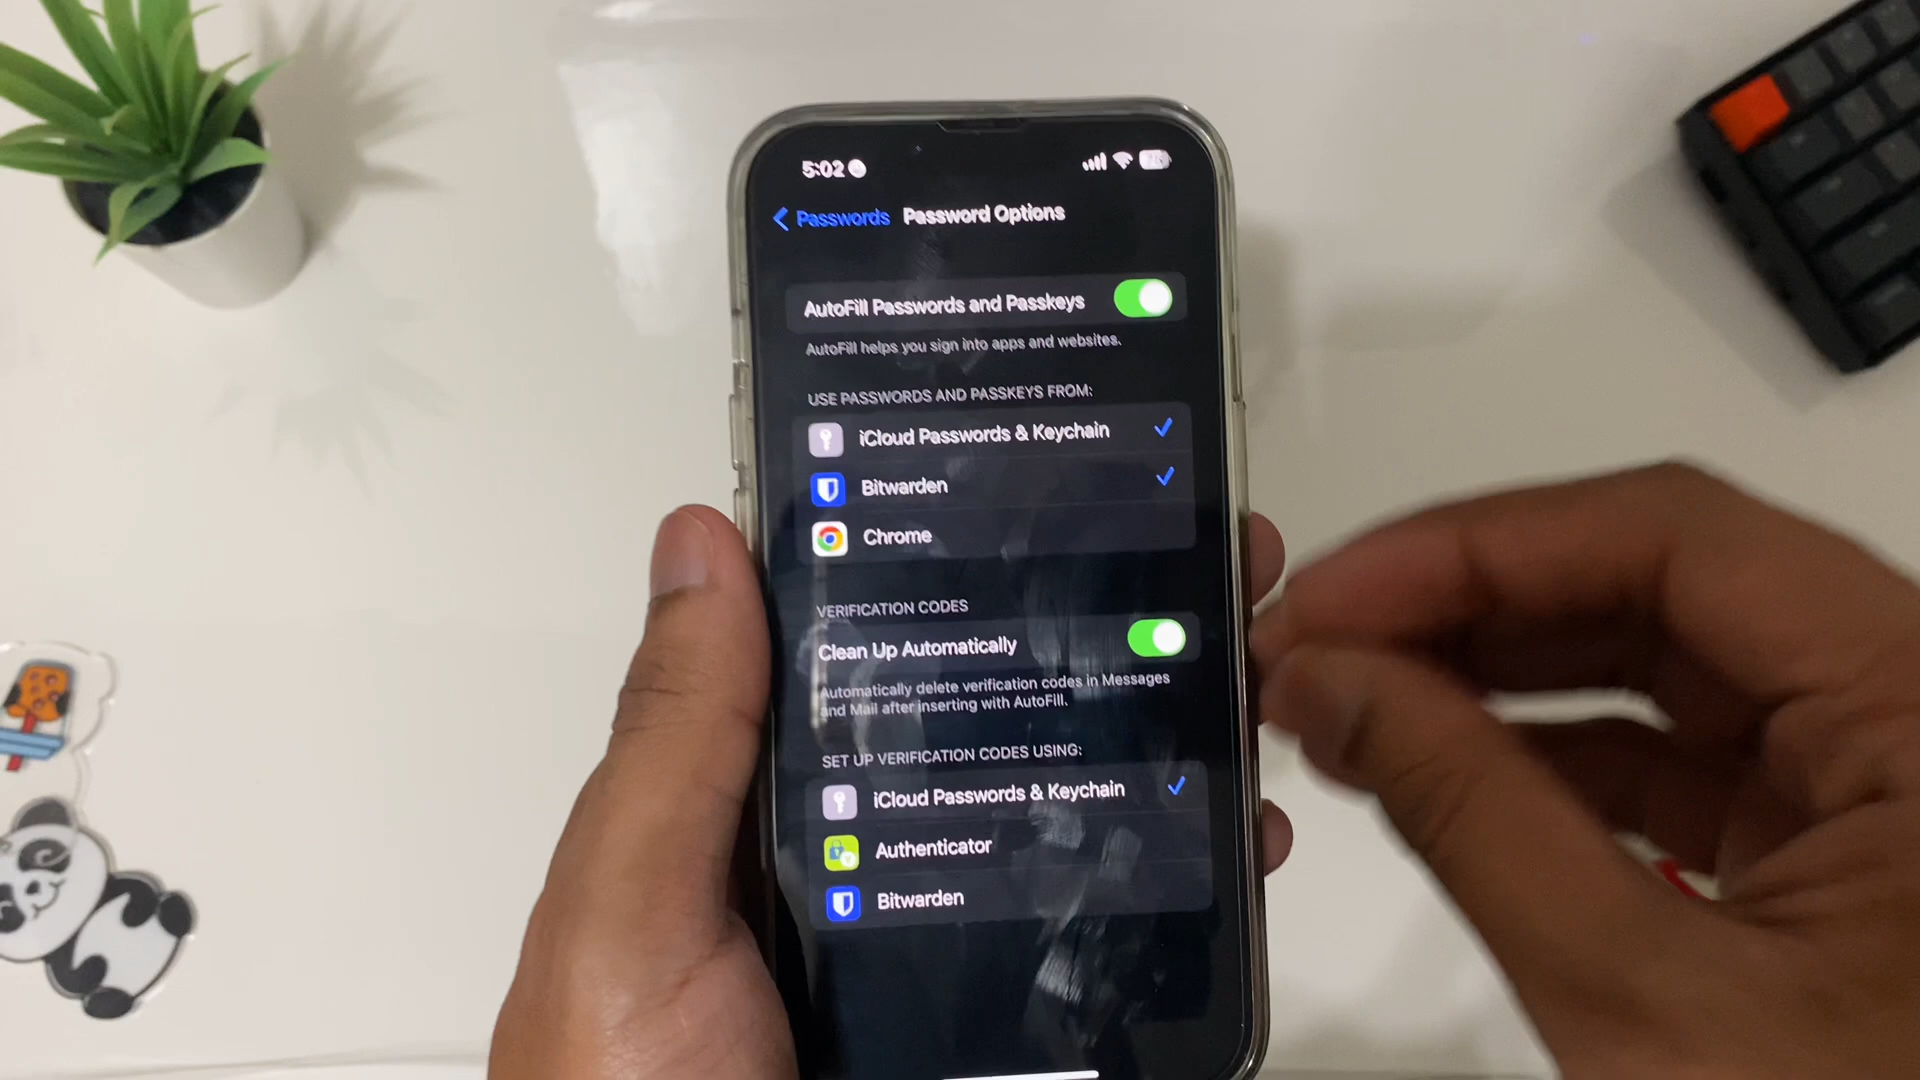 5:02
Passwords Password Options
AutoFill Passwords and Passkeys
AutoFill helps you sign into apps and websites.
USE PASSWORDS AND PASSKEYS FROM:
iCloud Passwords & Keychain
Bitwarden
Chrome
VERIFICATION CODES
Clean Up Automatically
Automatically delete verification codes in Messages
and Mail after inserting with AutoFill.
SET UP VERIFICATION CODES USING:
iCloud Passwords & Keychain
Authenticator
Bitwarden